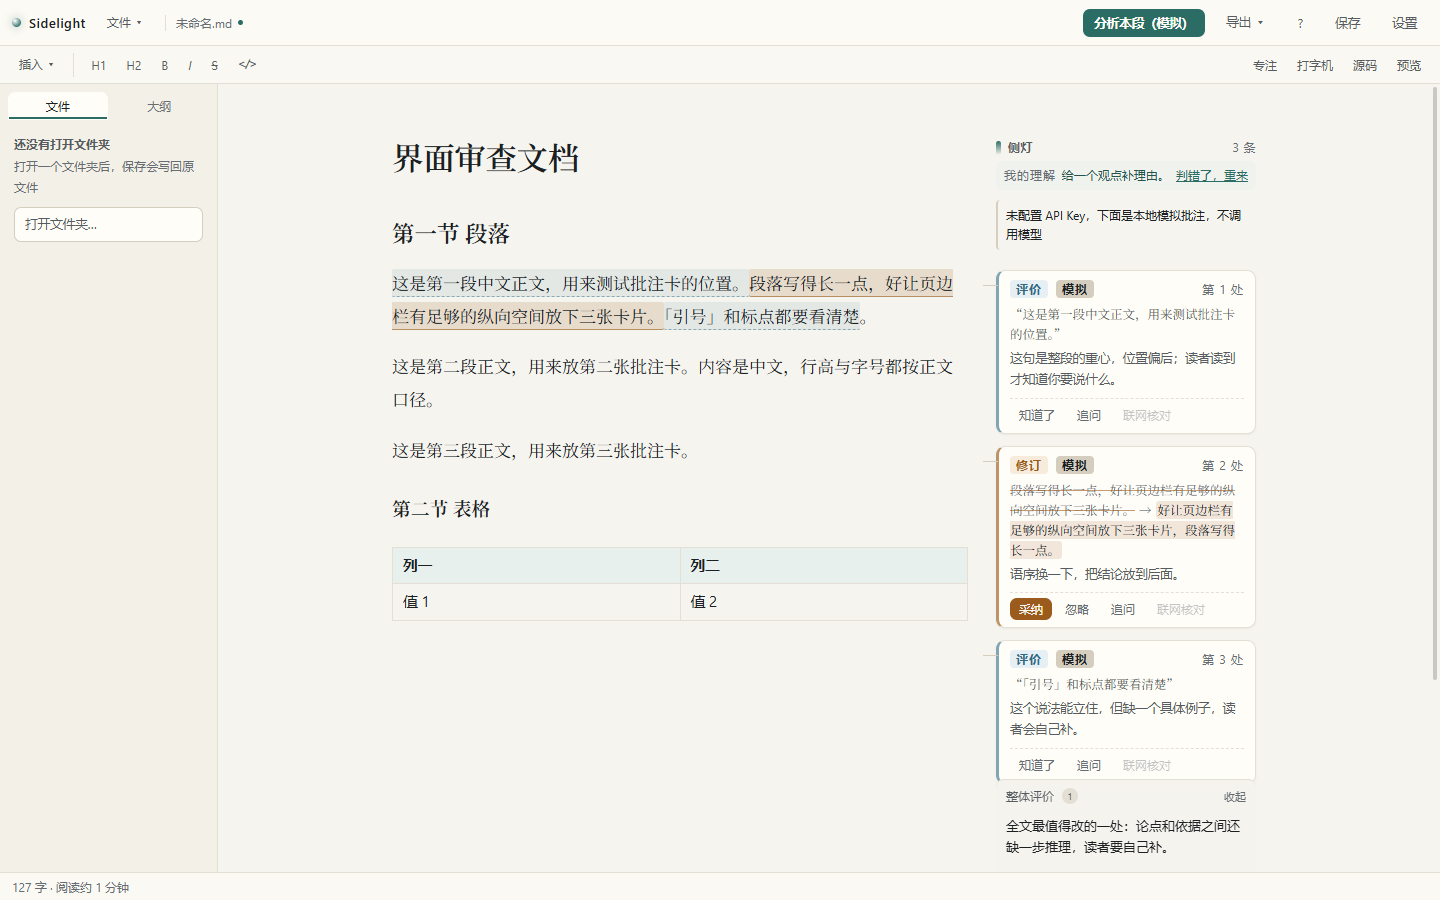 Sidelight 文件 未命名.md 分析本段（模拟） 导出 ? 保存 设置
插入 H1 H2 B I S </> 专注 打字机 源码 预览
文件 大纲
还没有打开文件夹
打开一个文件夹后，保存会写回原
文件
打开文件夹...
界面审查文档
第一节 段落
这是第一段中文正文，用来测试批注卡的位置。段落写得长一点，好让页边
栏有足够的纵向空间放下三张卡片。「引号」和标点都要看清楚。
这是第二段正文，用来放第二张批注卡。内容是中文，行高与字号都按正文
口径。
这是第三段正文，用来放第三张批注卡。
第二节 表格
列一 列二
值 1 值 2
侧灯 3 条
我的理解 给一个观点补理由。 判错了，重来
未配置 API Key，下面是本地模拟批注，不调
用模型
评价 模拟 第 1 处
“这是第一段中文正文，用来测试批注卡
的位置。”
这句是整段的重心，位置偏后；读者读到
才知道你要说什么。
知道了 追问 联网核对
修订 模拟 第 2 处
段落写得长一点，好让页边栏有足够的纵
向空间放下三张卡片。 → 好让页边栏有
足够的纵向空间放下三张卡片，段落写得
长一点。
语序换一下，把结论放到后面。
采纳 忽略 追问 联网核对
评价 模拟 第 3 处
“「引号」和标点都要看清楚”
这个说法能立住，但缺一个具体例子，读
者会自己补。
知道了 追问 联网核对
整体评价 1 收起
全文最值得改的一处：论点和依据之间还
缺一步推理，读者要自己补。
127 字 · 阅读约 1 分钟